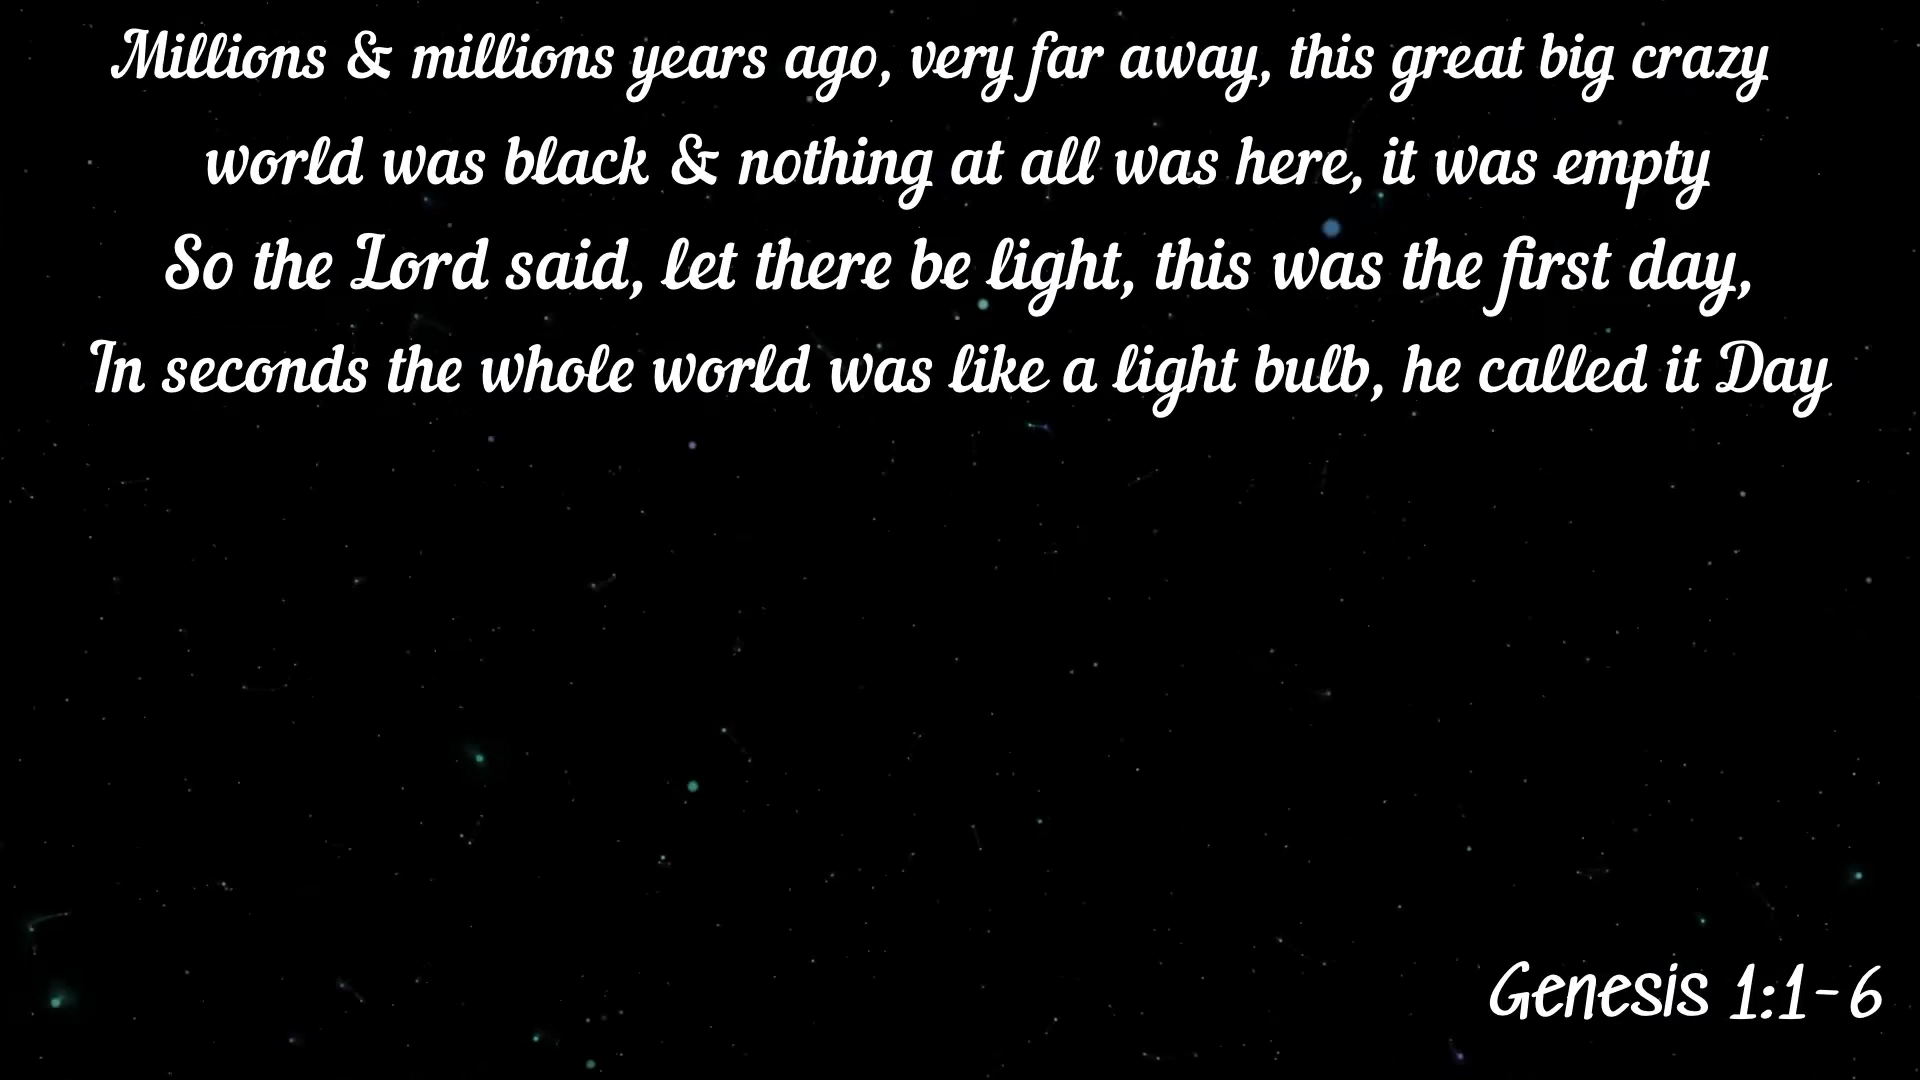 Millions & millions years ago, very far away, this great big crazy
world was black & nothing at all was here, it was empty
So the Lord said, let there be light, this was the first day,
In seconds the whole world was like a light bulb, he called it Day
Genesis 1:1-6